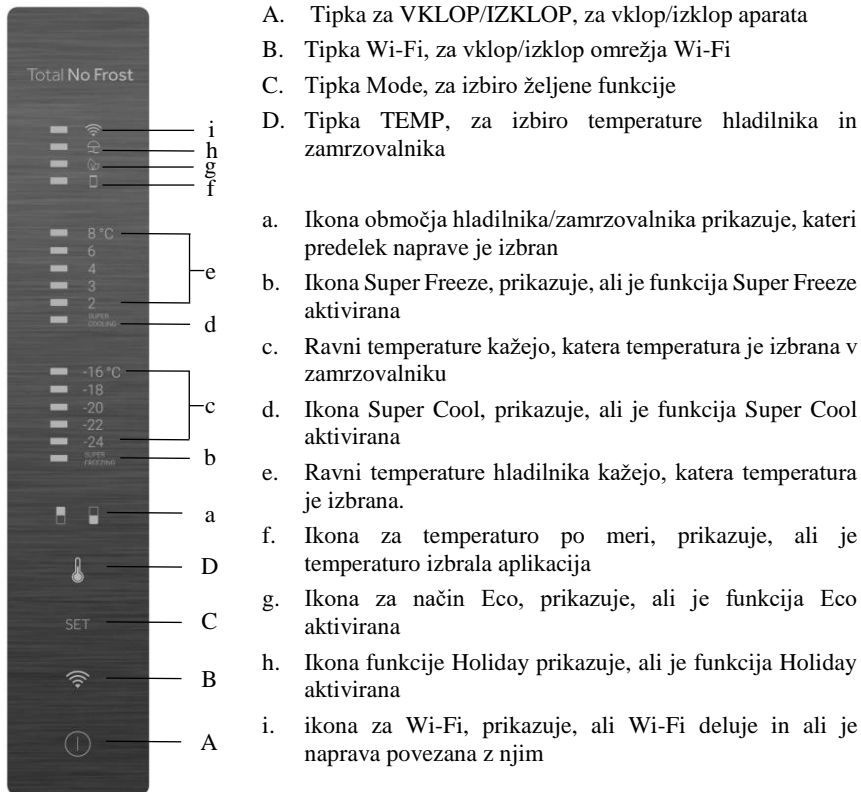 Total No Frost
i
h
g
f
8 °C
6
4
3
2
SUPER
COOLING
e
d
-16 °C
-18
-20
-22
-24
SUPER
FREEZING
c
b
a
D
SET
C
B
A
A. Tipka za VKLOP/IZKLOP, za vklop/izklop aparata
B. Tipka Wi-Fi, za vklop/izklop omrežja Wi-Fi
C. Tipka Mode, za izbiro željene funkcije
D. Tipka TEMP, za izbiro temperature hladilnika in
zamrzovalnika
a. Ikona območja hladilnika/zamrzovalnika prikazuje, kateri
predelek naprave je izbran
b. Ikona Super Freeze, prikazuje, ali je funkcija Super Freeze
aktivirana
c. Ravni temperature kažejo, katera temperatura je izbrana v
zamrzovalniku
d. Ikona Super Cool, prikazuje, ali je funkcija Super Cool
aktivirana
e. Ravni temperature hladilnika kažejo, katera temperatura
je izbrana.
f. Ikona za temperaturo po meri, prikazuje, ali je
temperaturo izbrala aplikacija
g. Ikona za način Eco, prikazuje, ali je funkcija Eco
aktivirana
h. Ikona funkcije Holiday prikazuje, ali je funkcija Holiday
aktivirana
i. ikona za Wi-Fi, prikazuje, ali Wi-Fi deluje in ali je
naprava povezana z njim